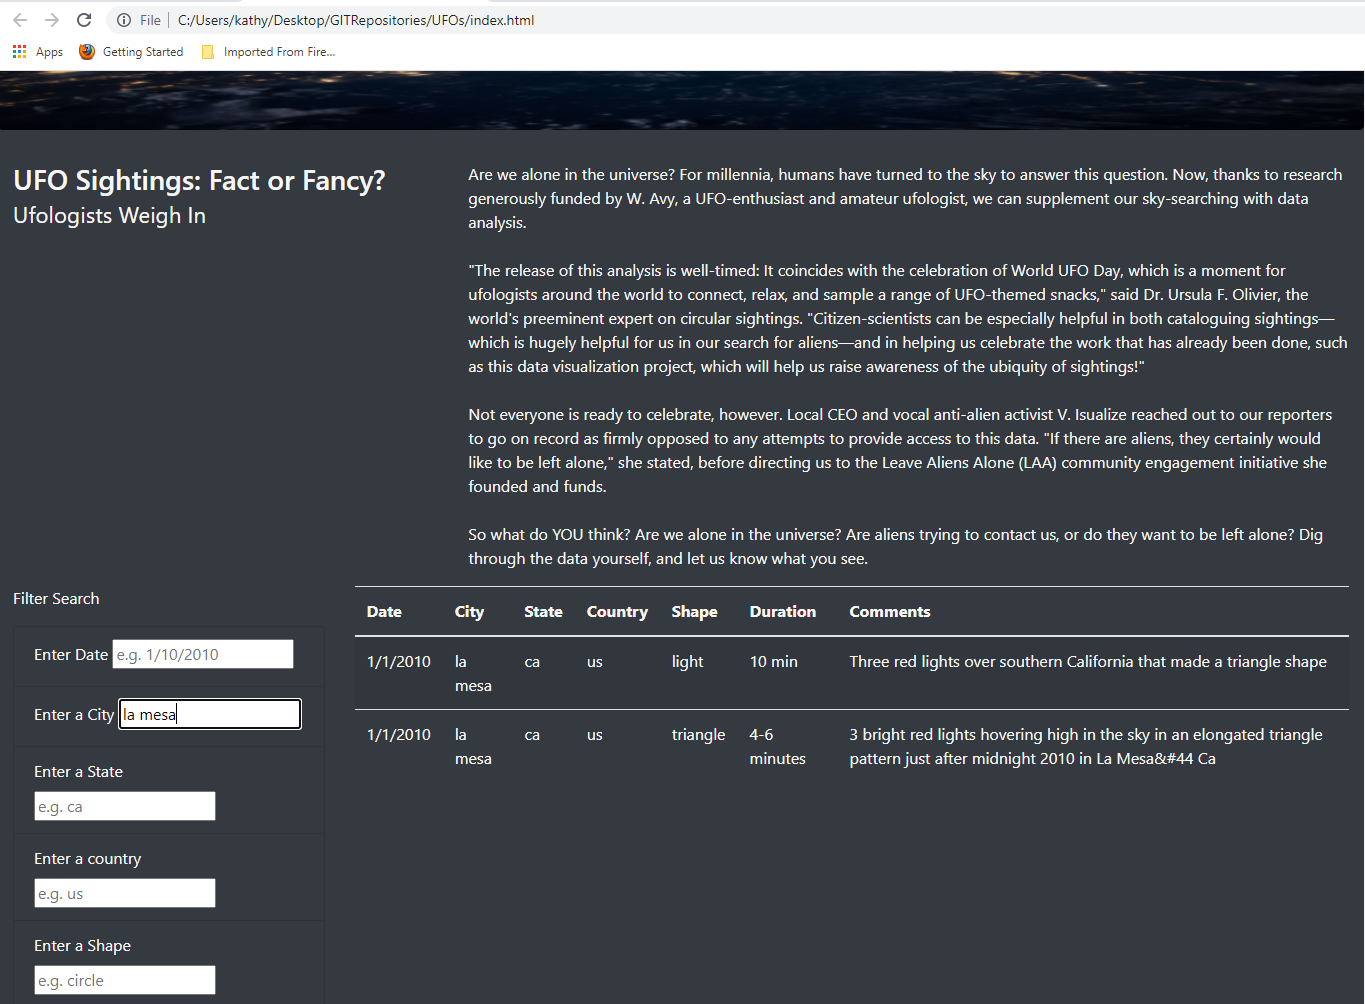 File | C:/Users/kathy/Desktop/GITRepositories/UFOs/index.html
Apps Getting Started Imported From Fire...
UFO Sightings: Fact or Fancy?
Ufologists Weigh In
Are we alone in the universe? For millennia, humans have turned to the sky to answer this question. Now, thanks to research
generously funded by W. Avy, a UFO-enthusiast and amateur ufologist, we can supplement our sky-searching with data
analysis.
"The release of this analysis is well-timed: It coincides with the celebration of World UFO Day, which is a moment for
ufologists around the world to connect, relax, and sample a range of UFO-themed snacks," said Dr. Ursula F. Olivier, the
world's preeminent expert on circular sightings. "Citizen-scientists can be especially helpful in both cataloguing sightings—
which is hugely helpful for us in our search for aliens—and in helping us celebrate the work that has already been done, such
as this data visualization project, which will help us raise awareness of the ubiquity of sightings!"
Not everyone is ready to celebrate, however. Local CEO and vocal anti-alien activist V. Isualize reached out to our reporters
to go on record as firmly opposed to any attempts to provide access to this data. "If there are aliens, they certainly would
like to be left alone," she stated, before directing us to the Leave Aliens Alone (LAA) community engagement initiative she
founded and funds.
So what do YOU think? Are we alone in the universe? Are aliens trying to contact us, or do they want to be left alone? Dig
through the data yourself, and let us know what you see.
Filter Search
Enter Date e.g. 1/10/2010
Enter a City la mesa
Enter a State
e.g. ca
Enter a country
e.g. us
Enter a Shape
e.g. circle
Date City State Country Shape Duration Comments
1/1/2010 la ca us light 10 min Three red lights over southern California that made a triangle shape
mesa
1/1/2010 la ca us triangle 4-6 3 bright red lights hovering high in the sky in an elongated triangle
mesa minutes pattern just after midnight 2010 in La Mesa&#44 Ca